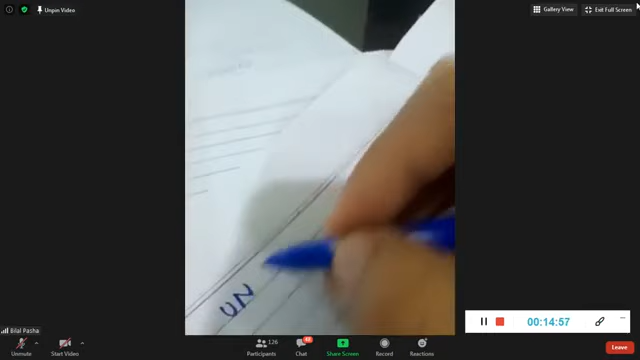 Unpin Video
Gallery View
Exit Full Screen
UN
00:14:57
Bilal Pasha
Unmute
Start Video
126
Participants
Chat
Share Screen
Record
Reactions
Leave